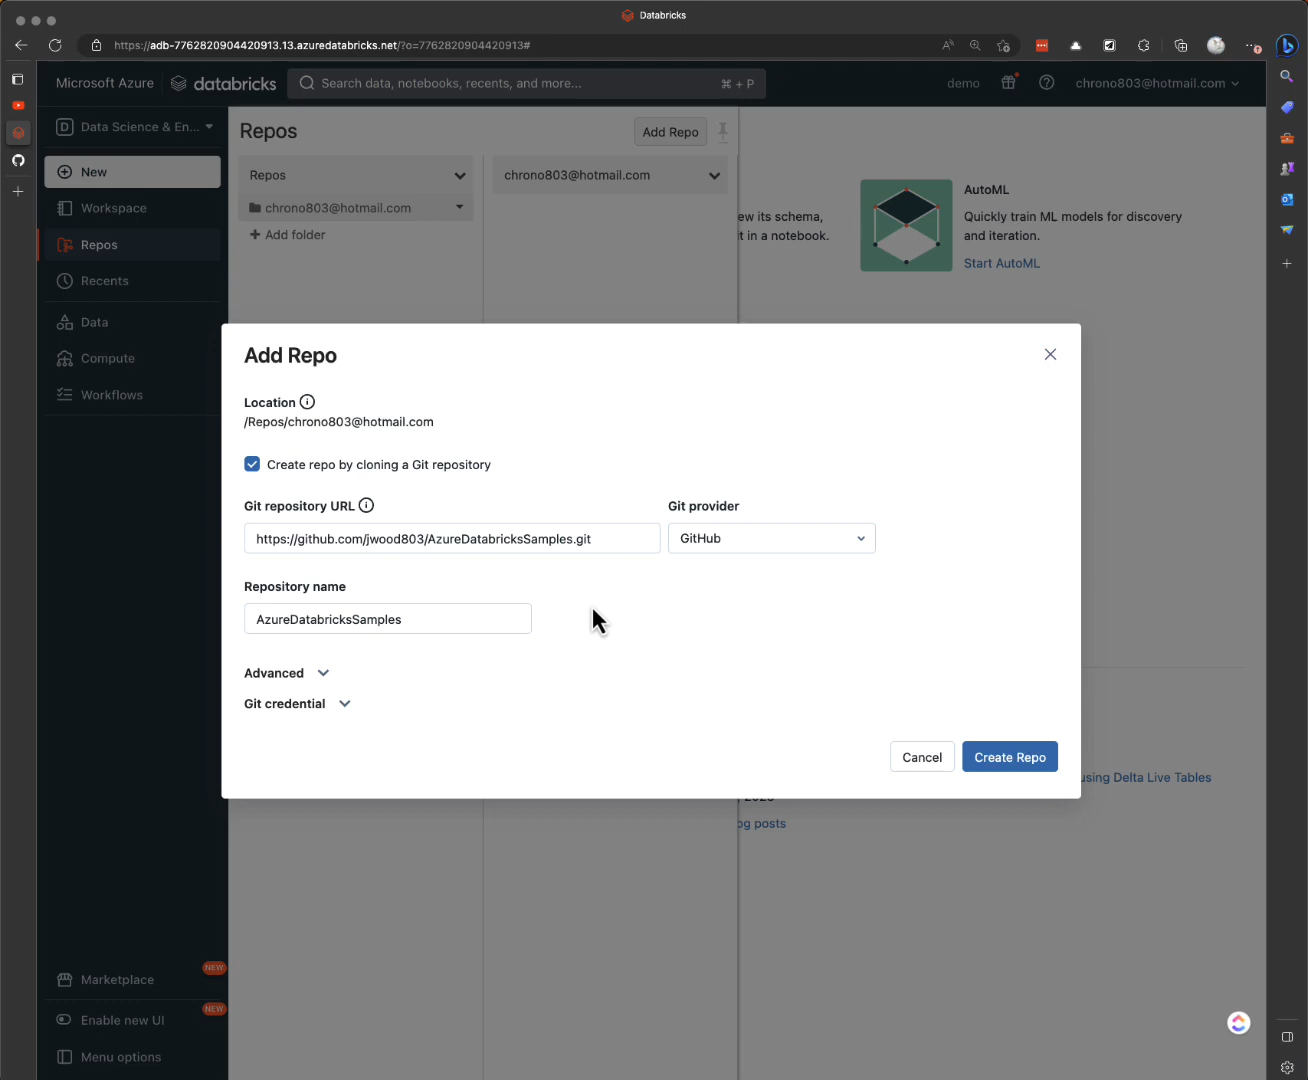 Databricks
https://adb-7762820904420913.13.azuredatabricks.net/?o=7762820904420913#
Microsoft Azure
databricks
Search data, notebooks, recents, and more...
⌘ + P
demo
chrono803@hotmail.com
D
Data Science & En...
New
Workspace
Repos
Recents
Data
Compute
Workflows
Repos
Add Repo
Repos
chrono803@hotmail.com
chrono803@hotmail.com
+ Add folder
ew its schema,
it in a notebook.
AutoML
Quickly train ML models for discovery
and iteration.
Start AutoML
Add Repo
Location
/Repos/chrono803@hotmail.com
Create repo by cloning a Git repository
Git repository URL
Git provider
https://github.com/jwood803/AzureDatabricksSamples.git
GitHub
Repository name
AzureDatabricksSamples
Advanced
Git credential
Cancel
Create Repo
using Delta Live Tables
og posts
Marketplace
NEW
Enable new UI
NEW
Menu options